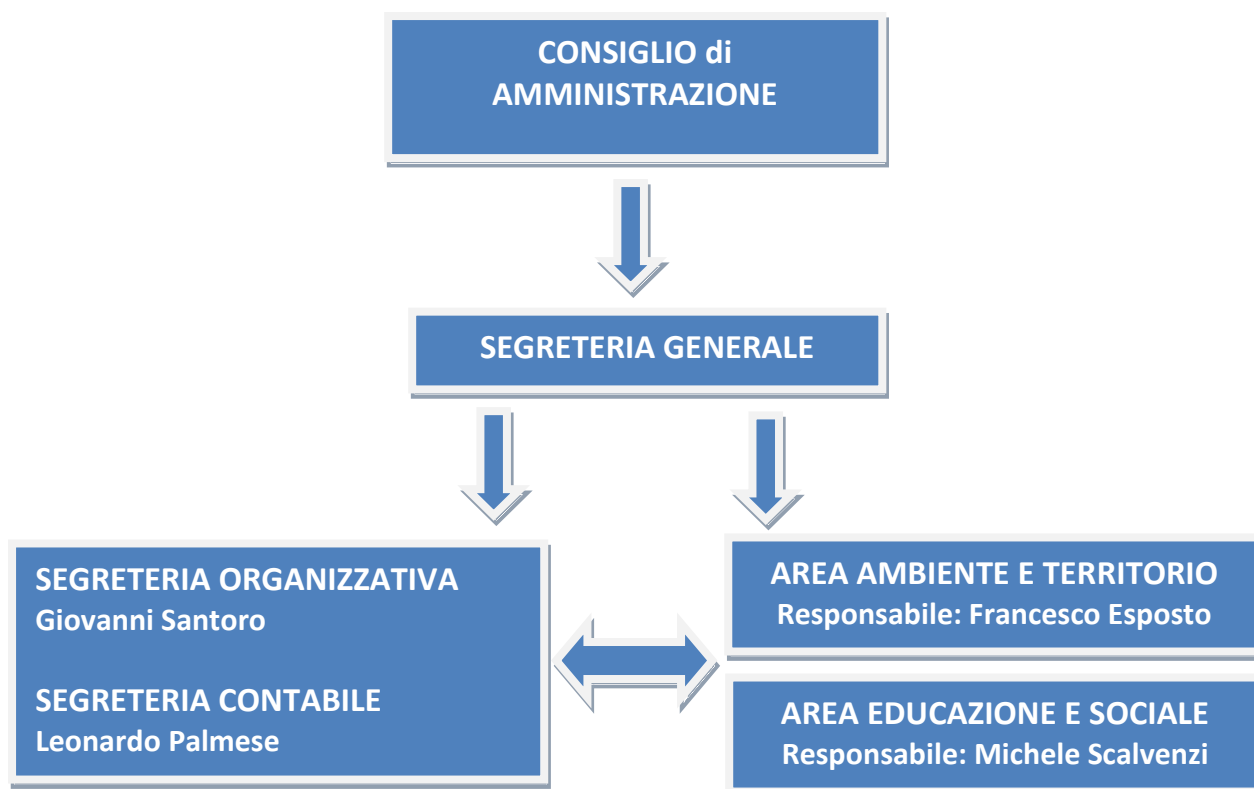 CONSIGLIO di
AMMINISTRAZIONE
SEGRETERIA GENERALE
SEGRETERIA ORGANIZZATIVA
Giovanni Santoro
SEGRETERIA CONTABILE
Leonardo Palmese
AREA AMBIENTE E TERRITORIO
Responsabile: Francesco Esposto
AREA EDUCAZIONE E SOCIALE
Responsabile: Michele Scalvenzi